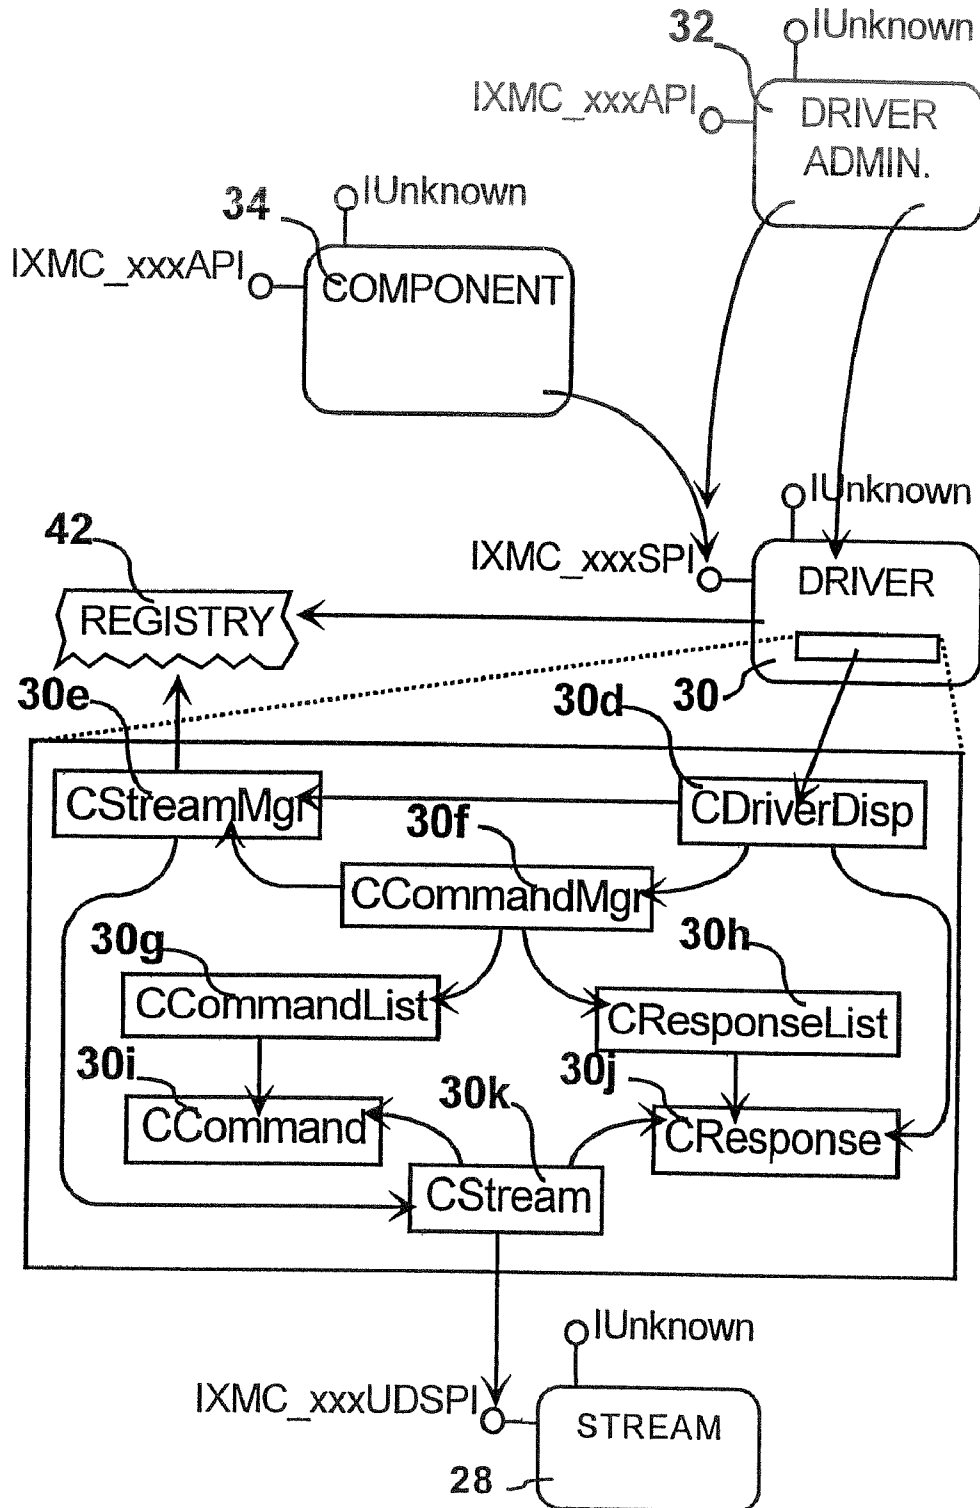 32
IUnknown
IXMC_xxxAPI
DRIVER
ADMIN.
34
IUnknown
IXMC_xxxAPI
COMPONENT
42
IUnknown
IXMC_xxxSPI
DRIVER
REGISTRY
30e
30d
30
CStreamMgr
CDriverDisp
30f
CCommandMgr
30g
30h
CCommandList
CResponseList
30i
30k
30j
CCommand
CResponse
CStream
IUnknown
IXMC_xxxUDSPI
STREAM
28